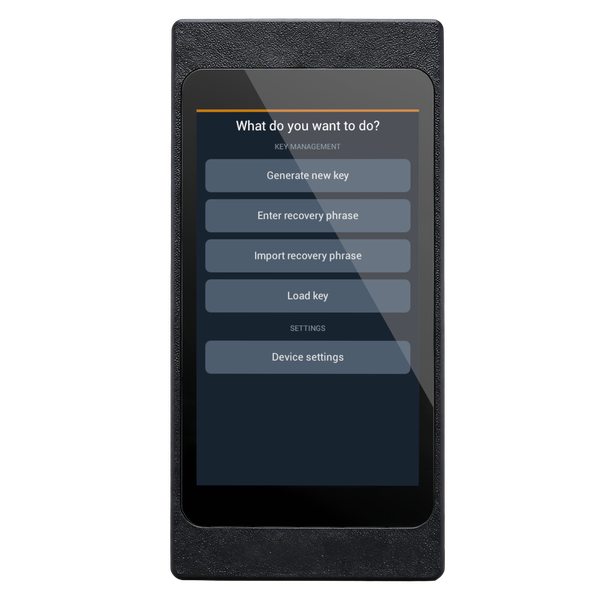 What do you want to do?
KEY MANAGEMENT
Generate new key
Enter recovery phrase
Import recovery phrase
Load key
SETTINGS
Device settings